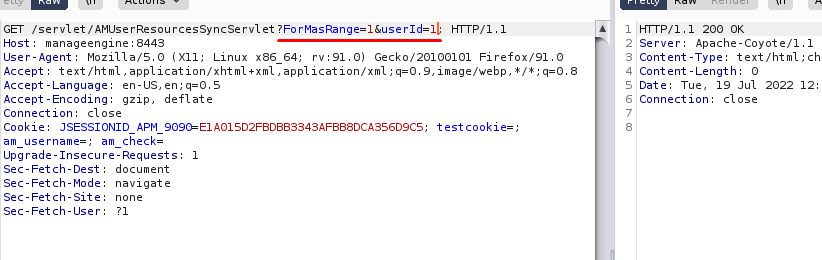 Raw \n Actions
Pretty Raw Render \n
GET /servlet/AMUserResourcesSyncServlet?ForMasRange=1&userId=1; HTTP/1.1
Host: manageengine:8443
User-Agent: Mozilla/5.0 (X11; Linux x86_64; rv:91.0) Gecko/20100101 Firefox/91.0
Accept: text/html,application/xhtml+xml,application/xml;q=0.9,image/webp,*/*;q=0.8
Accept-Language: en-US,en;q=0.5
Accept-Encoding: gzip, deflate
Connection: close
Cookie: JSESSIONID_APM_9090=E1A015D2FBDBB3343AFBB8DCA356D9C5; testcookie=;
am_username=; am_check=
Upgrade-Insecure-Requests: 1
Sec-Fetch-Dest: document
Sec-Fetch-Mode: navigate
Sec-Fetch-Site: none
Sec-Fetch-User: ?1
1 HTTP/1.1 200 OK
2 Server: Apache-Coyote/1.1
3 Content-Type: text/html;ch
4 Content-Length: 0
5 Date: Tue, 19 Jul 2022 12:
6 Connection: close
7
8